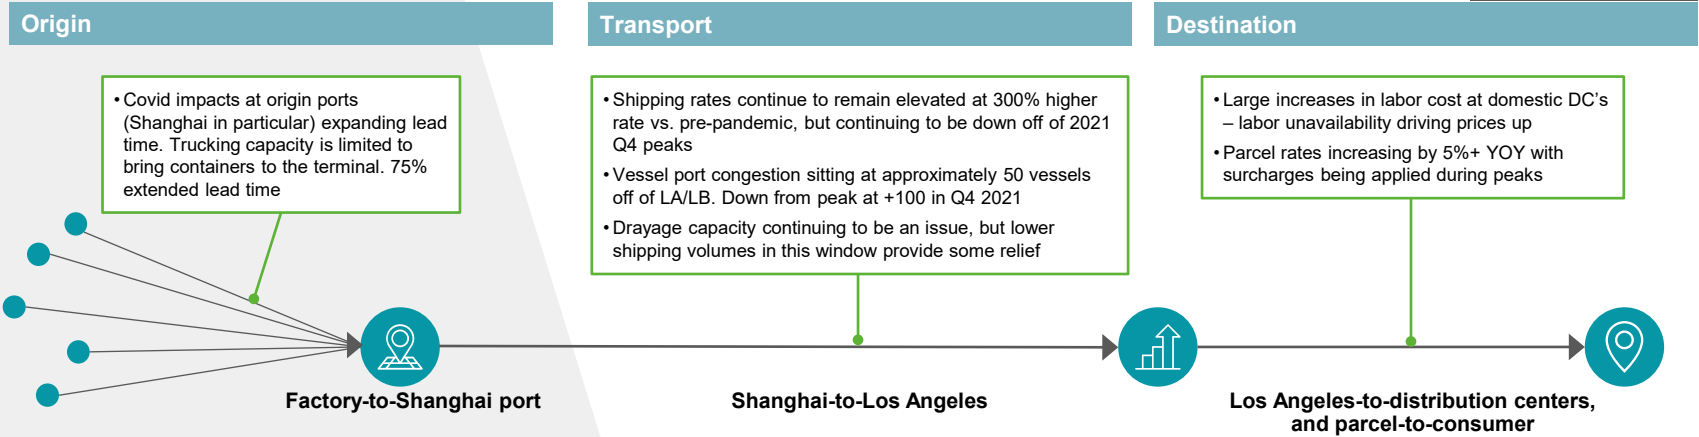 Origin
• Covid impacts at origin ports
(Shanghai in particular) expanding lead
time. Trucking capacity is limited to
bring containers to the terminal. 75%
extended lead time
Factory-to-Shanghai port
Transport
• Shipping rates continue to remain elevated at 300% higher
rate vs. pre-pandemic, but continuing to be down off of 2021
Q4 peaks
• Vessel port congestion sitting at approximately 50 vessels
off of LA/LB. Down from peak at +100 in Q4 2021
• Drayage capacity continuing to be an issue, but lower
shipping volumes in this window provide some relief
Shanghai-to-Los Angeles
Destination
• Large increases in labor cost at domestic DC's
– labor unavailability driving prices up
• Parcel rates increasing by 5%+ YOY with
surcharges being applied during peaks
Los Angeles-to-distribution centers,
and parcel-to-consumer